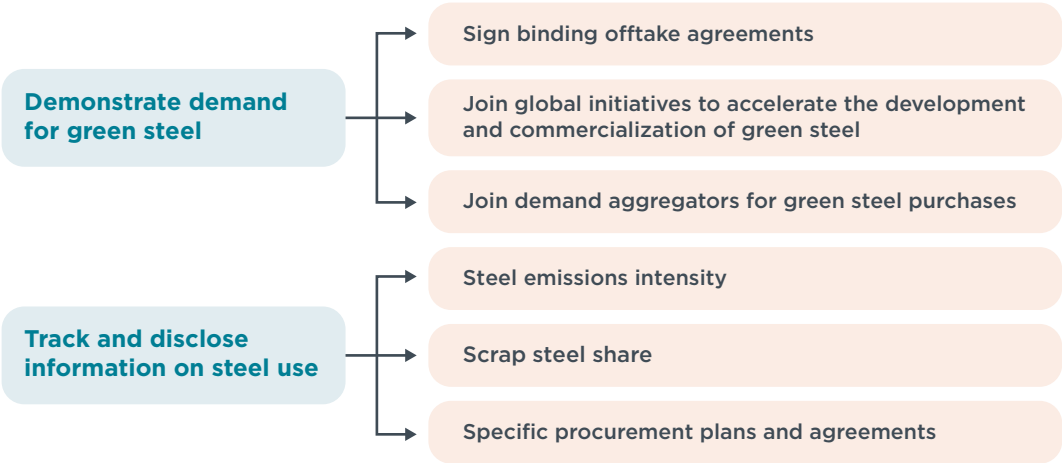 Demonstrate demand
for green steel
Sign binding offtake agreements
Join global initiatives to accelerate the development
and commercialization of green steel
Join demand aggregators for green steel purchases
Track and disclose
information on steel use
Steel emissions intensity
Scrap steel share
Specific procurement plans and agreements